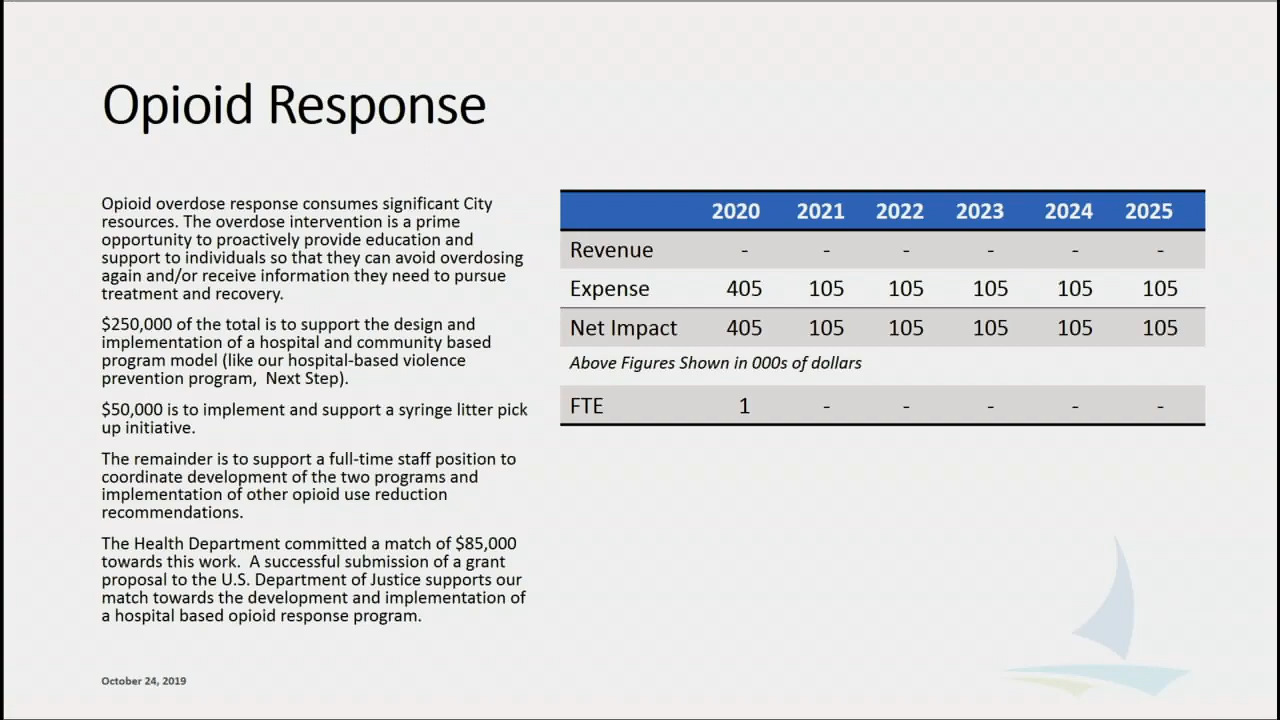 Opioid Response
Opioid overdose response consumes significant City
resources. The overdose intervention is a prime
opportunity to proactively provide education and
support to individuals so that they can avoid overdosing
again and/or receive information they need to pursue
treatment and recovery.
$250,000 of the total is to support the design and
implementation of a hospital and community based
program model (like our hospital-based violence
prevention program,  Next Step).
$50,000 is to implement and support a syringe litter pick
up initiative.
The remainder is to support a full-time staff position to
coordinate development of the two programs and
implementation of other opioid use reduction
recommendations.
The Health Department committed a match of $85,000
towards this work.  A successful submission of a grant
proposal to the U.S. Department of Justice supports our
match towards the development and implementation of
a hospital based opioid response program.
2020 2021 2022 2023 2024 2025
Revenue - - - - - -
Expense 405 105 105 105 105 105
Net Impact 405 105 105 105 105 105
Above Figures Shown in 000s of dollars
FTE 1 - - - - -
October 24, 2019